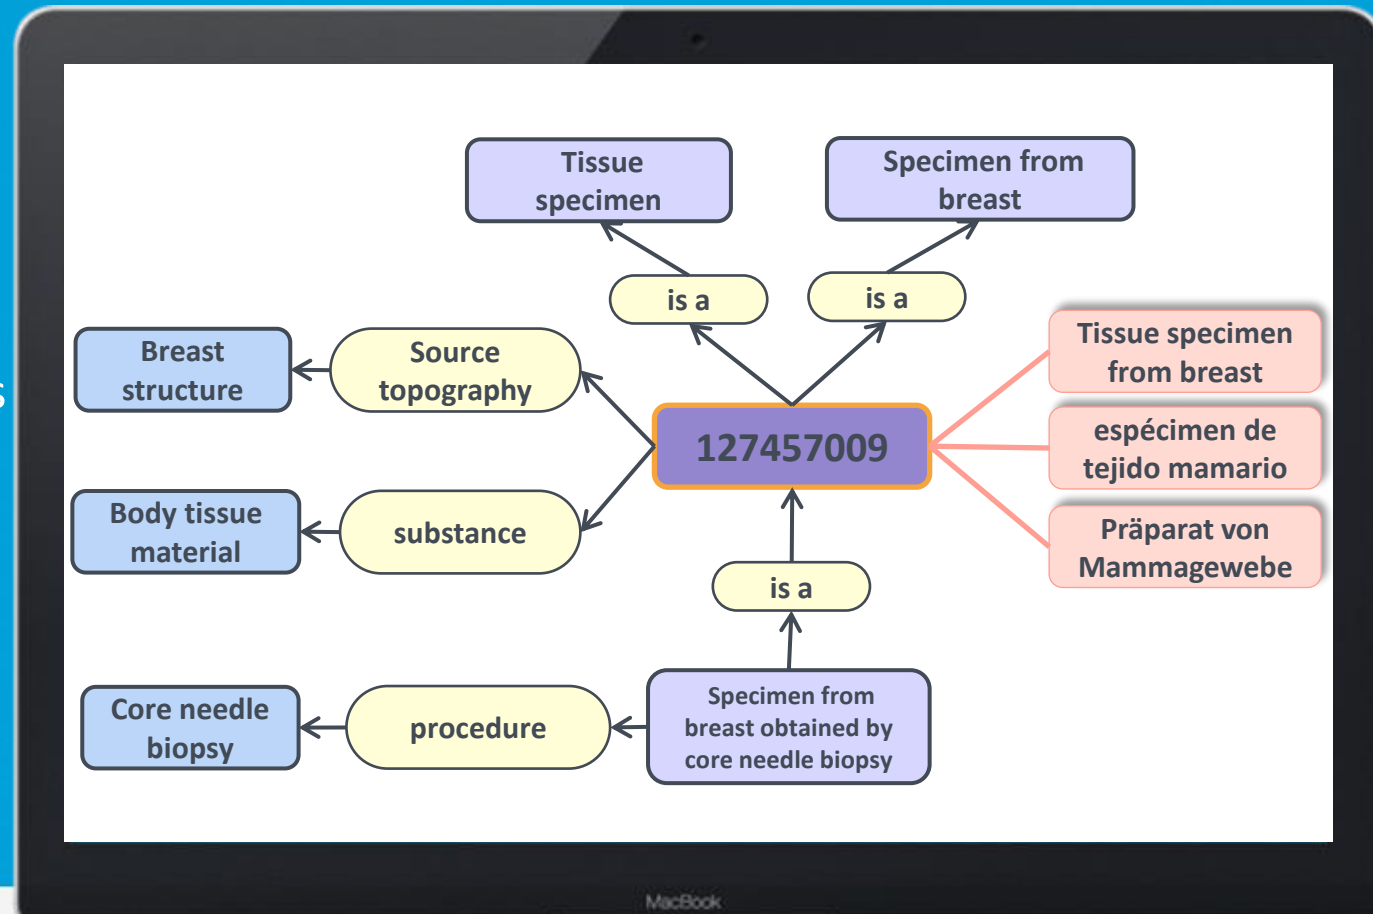 Tissue
specimen
Specimen from
breast
is a
is a
Breast
structure
Source
topography
Tissue specimen
from breast
127457009
espécimen de
tejido mamario
Body tissue
material
substance
Präparat von
Mammagewebe
is a
Core needle
biopsy
procedure
Specimen from
breast obtained by
core needle biopsy
s
MacBook